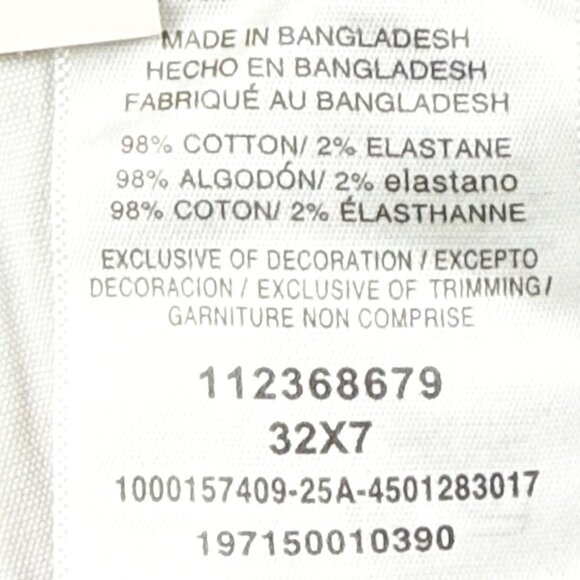 MADE IN BANGLADESH
HECHO EN BANGLADESH
FABRIQUÉ AU BANGLADESH
98% COTTON/ 2% ELASTANE
98% ALGODÓN/ 2% elastano
98% COTON/ 2% ÉLASTHANNE
EXCLUSIVE OF DECORATION / EXCEPTO
DECORACION / EXCLUSIVE OF TRIMMING/
GARNITURE NON COMPRISE
112368679
32X7
1000157409-25A-4501283017
197150010390